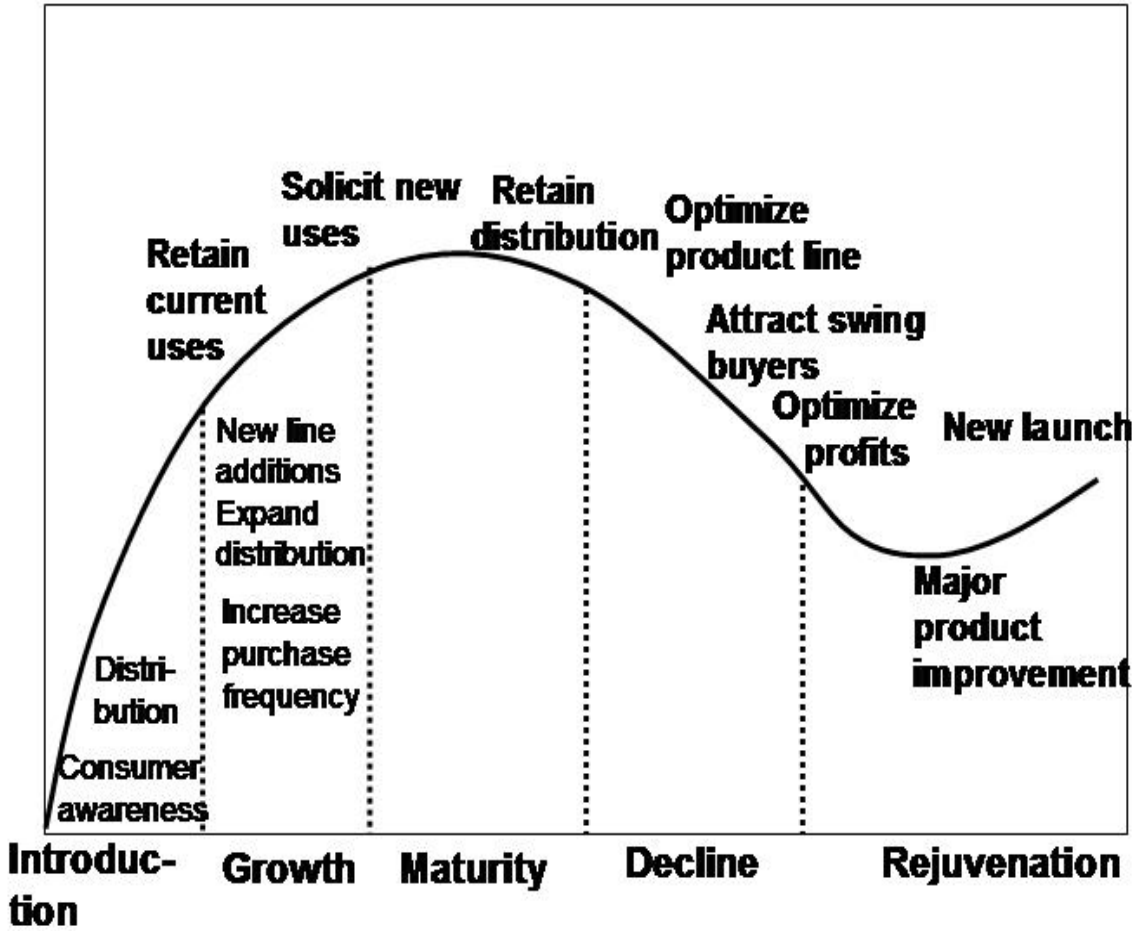 Solicit new
uses
Retain
distribution
Optimize
product line
Retain
current
uses
Attract swing
buyers
Optimize
profits
New launch
New line
additions
Expand
distribution
Increase
purchase
frequency
Distri-
bution
Consumer
awareness
Major
product
improvement
Introduc-
tion
Growth
Maturity
Decline
Rejuvenation